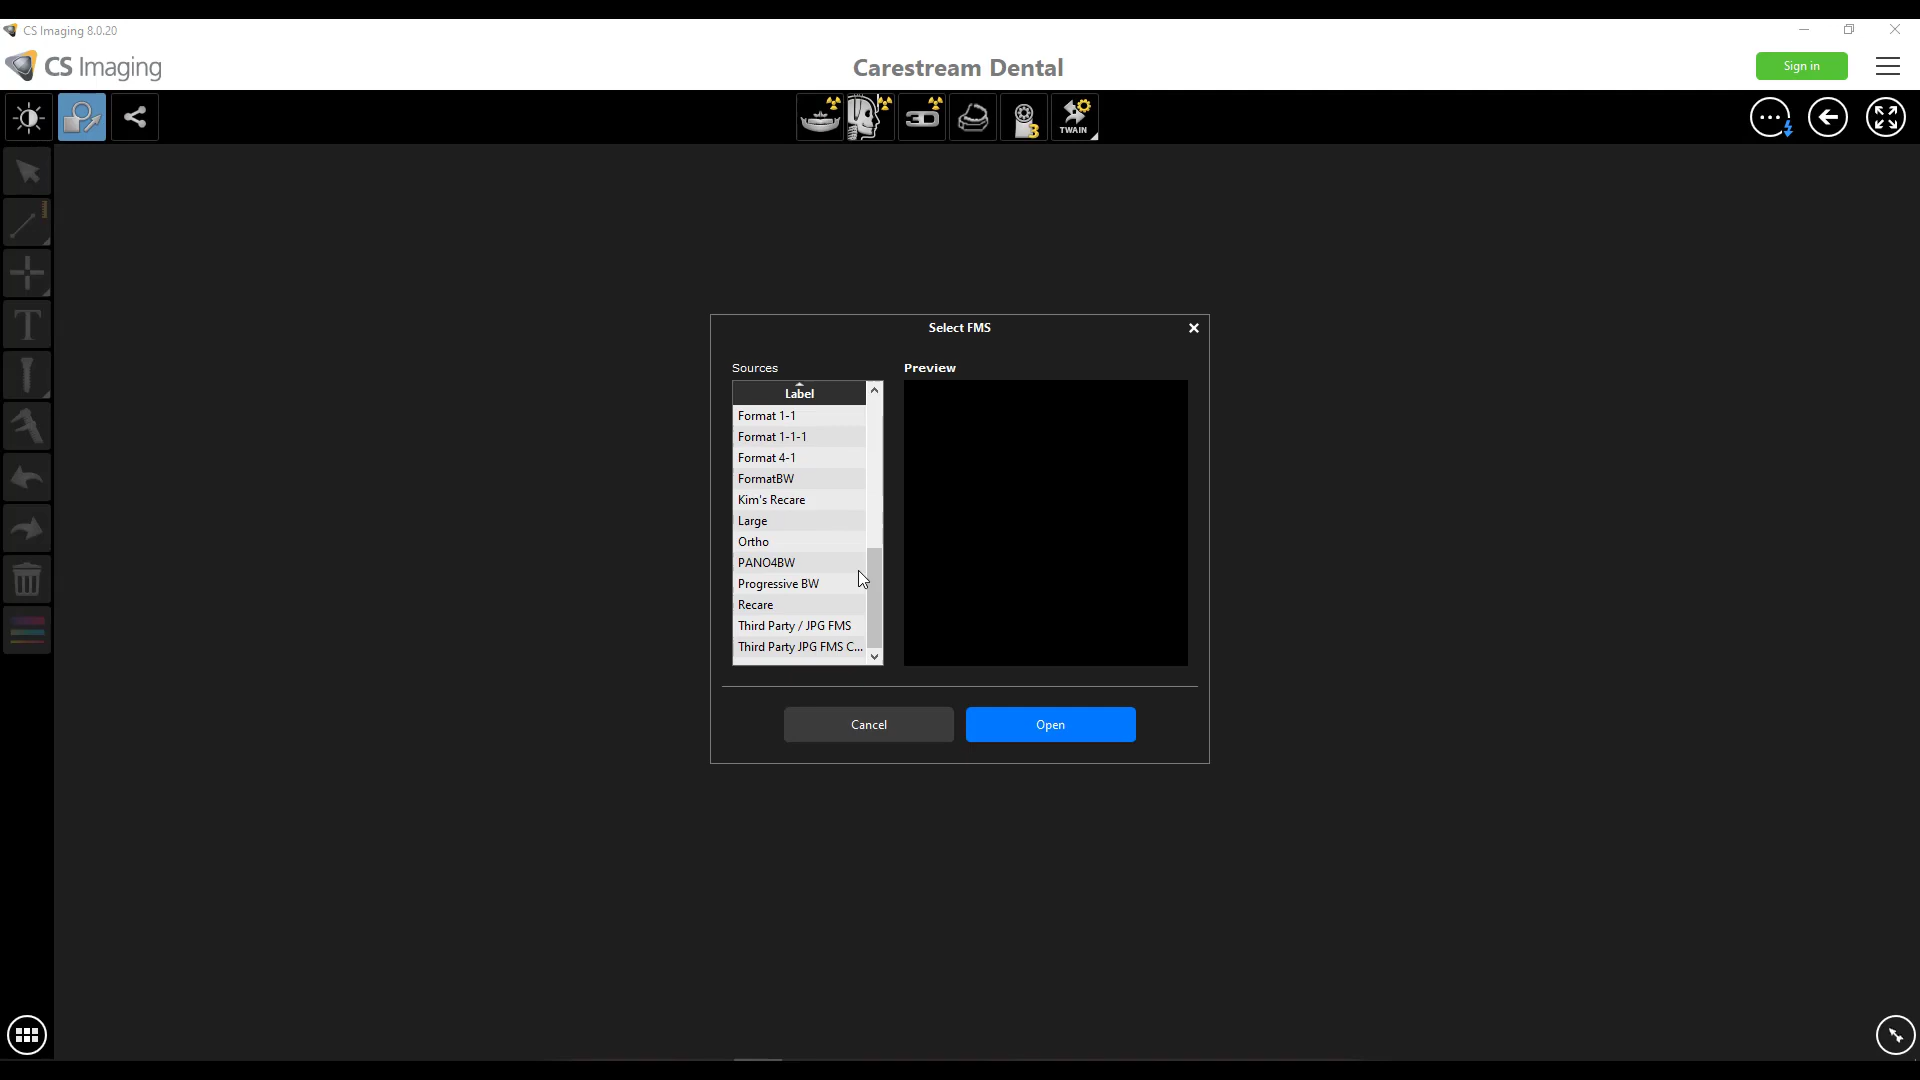 CS Imaging 8.0.20
CS Imaging
Carestream Dental
Sign in
3D
3
TWAIN
T
Select FMS
Sources
Preview
Label
Format 1-1
Format 1-1-1
Format 4-1
FormatBW
Kim's Recare
Large
Ortho
PANO4BW
Progressive BW
Recare
Third Party / JPG FMS
Third Party JPG FMS C...
Cancel
Open